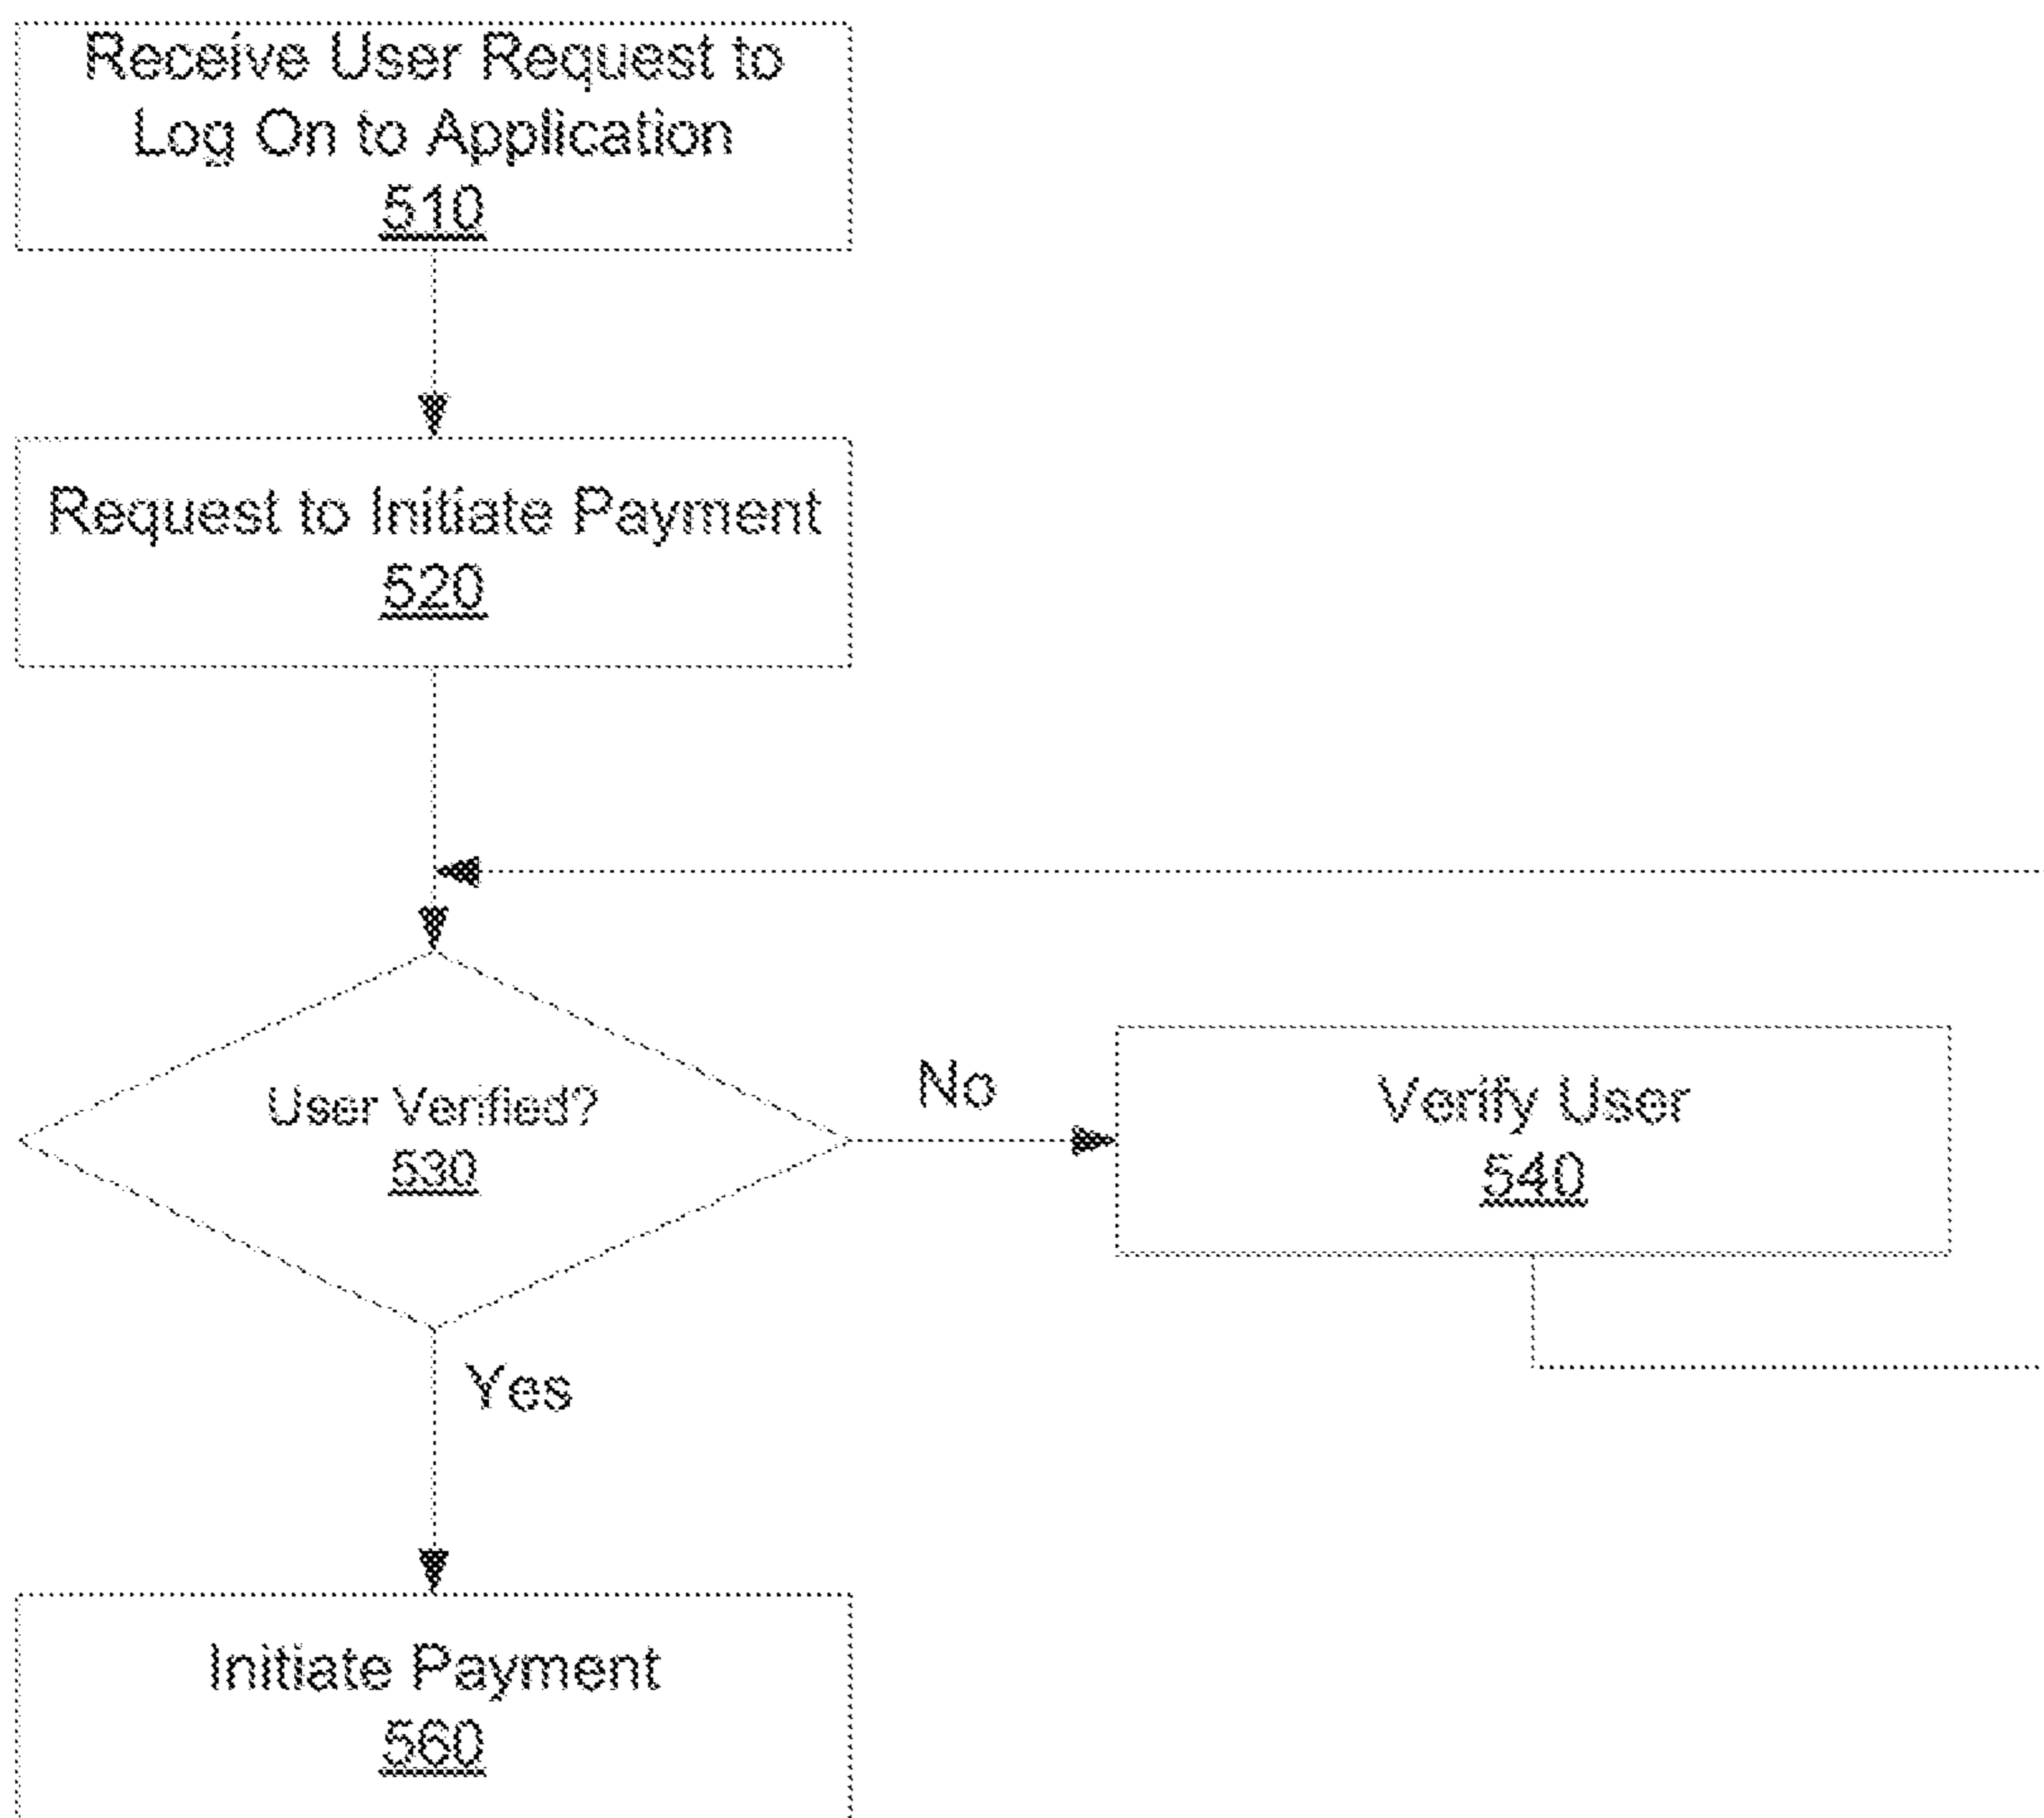 Receive User Request to
Log On to Application
510
Request to Initiate Payment
520
User Verified?
530
No
Verify User
540
Yes
Initiate Payment
560